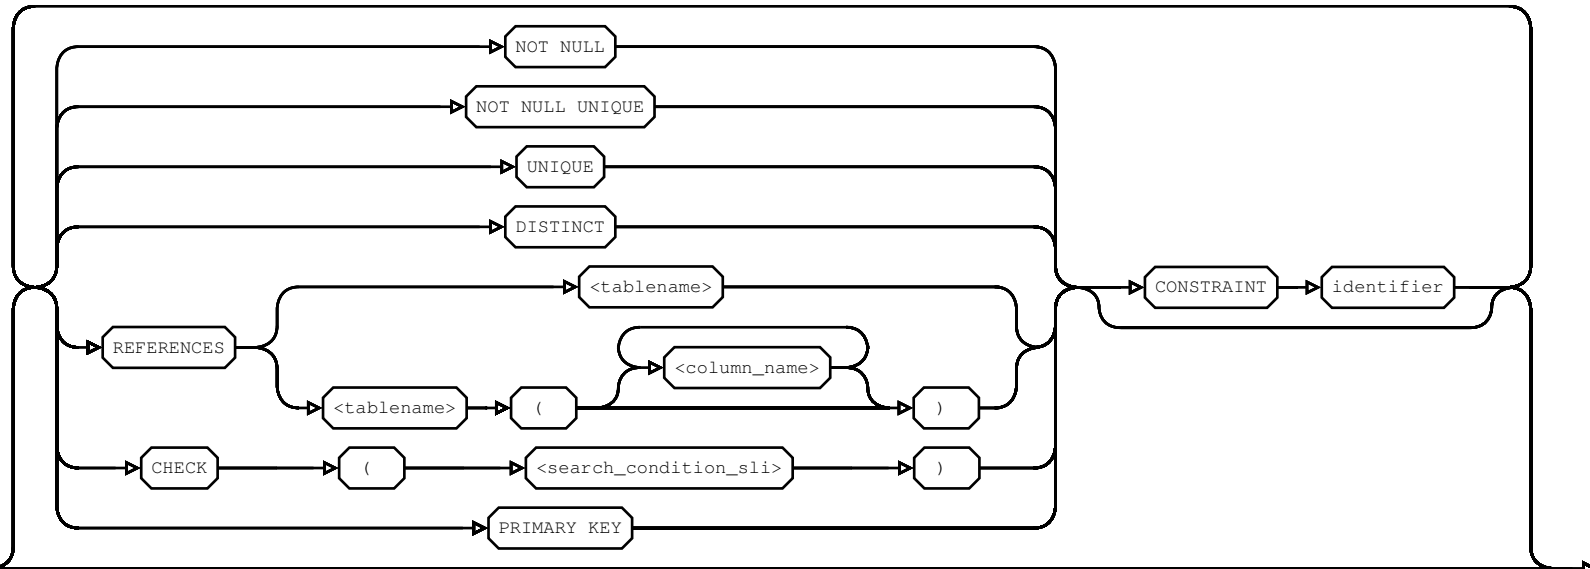 NOT NULL
NOT NULL UNIQUE
UNIQUE
DISTINCT
<tablename>
CONSTRAINT
identifier
REFERENCES
<column_name>
<tablename>
(
)
CHECK
(
<search_condition_sli>
)
PRIMARY KEY